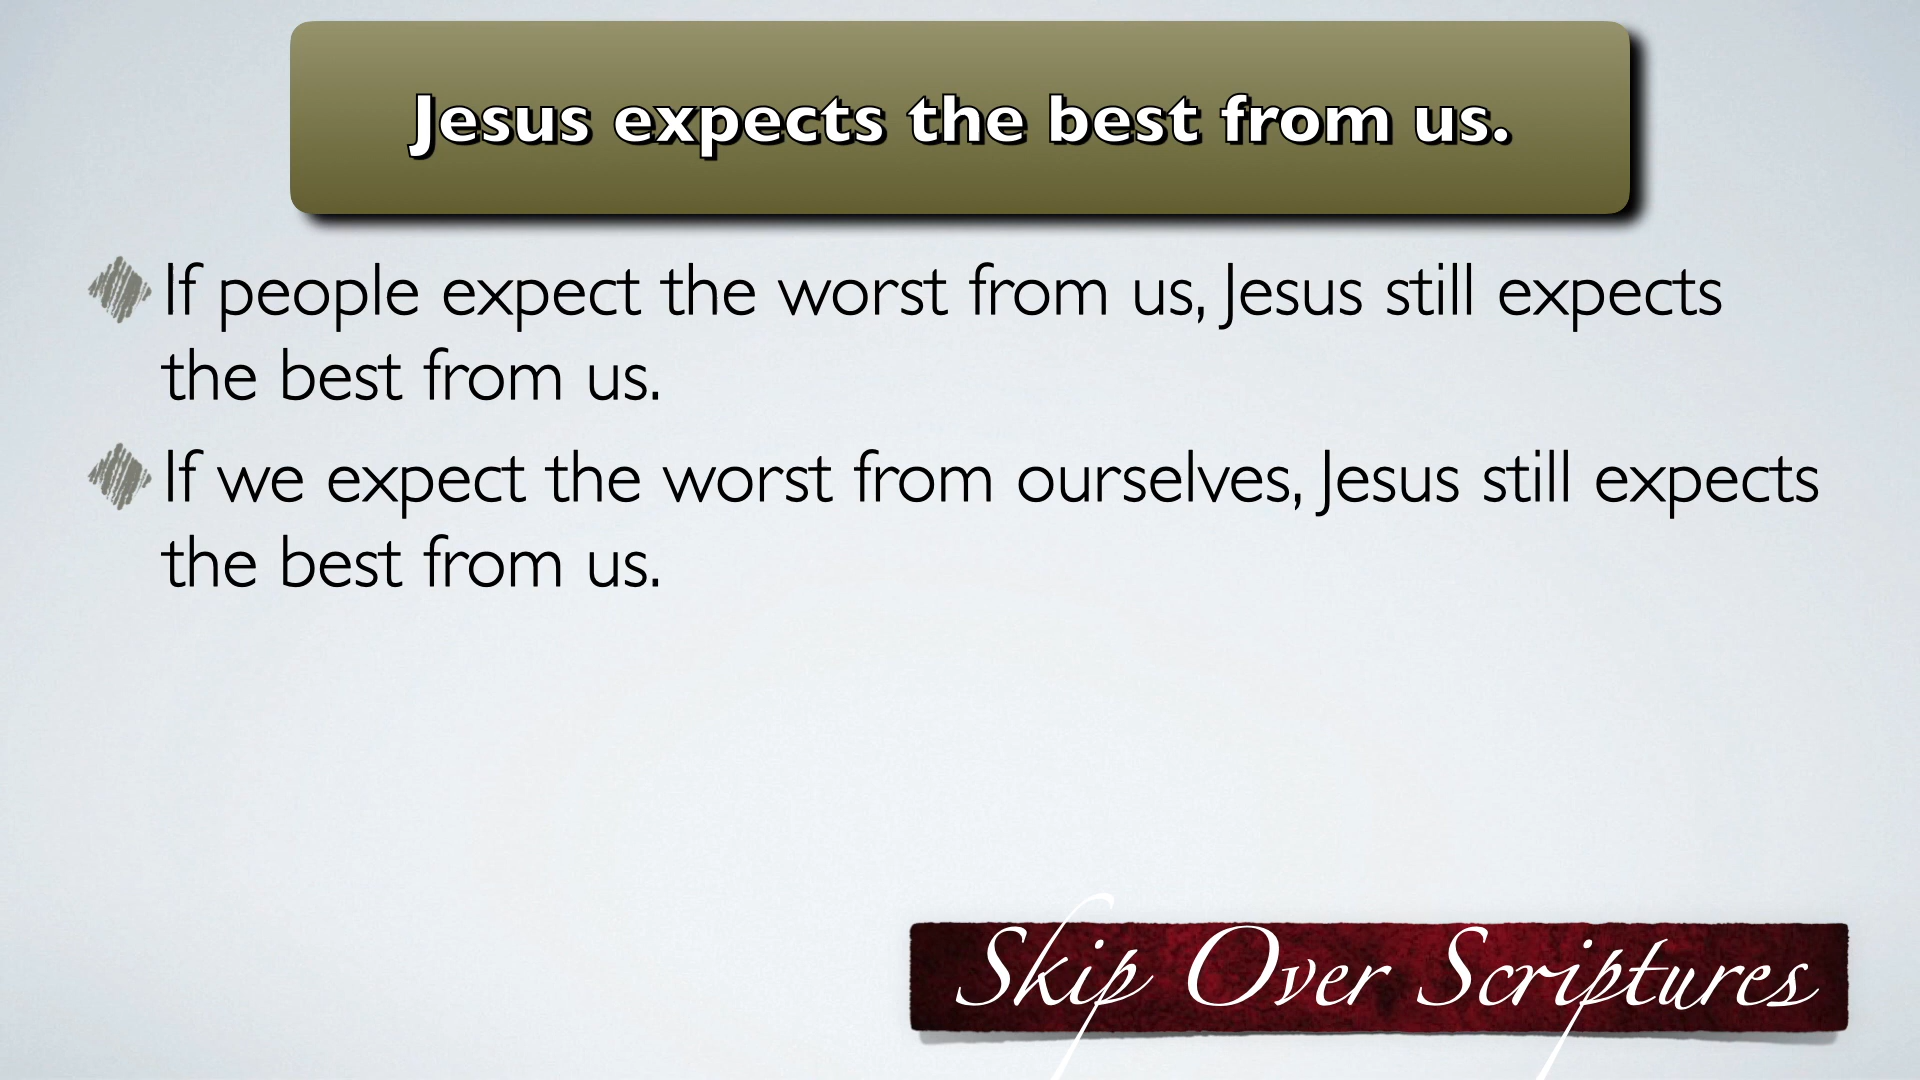 Jesus expects the best from us.
If people expect the worst from us, Jesus still expects
the best from us.
If we expect the worst from ourselves, Jesus still expects
the best from us.
Skip Over Scriptures